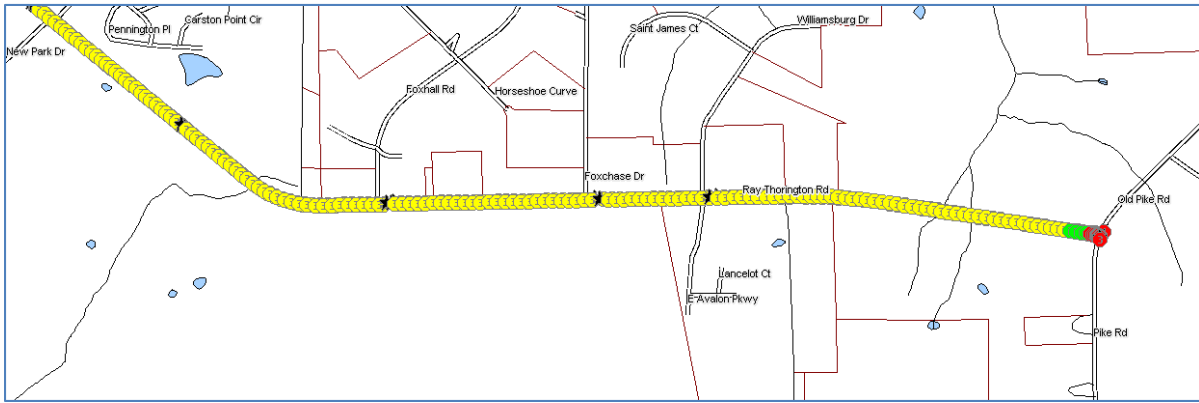 Pennington Pl
Carston Point Cir
New Park Dr
Saint James Ct
Williamsburg Dr
Foxhall Rd
Horseshoe Curve
Foxchase Dr
Ray Thorington Rd
Old Pike Rd
Lancelot Ct
E Avalon Pkwy
Pike Rd